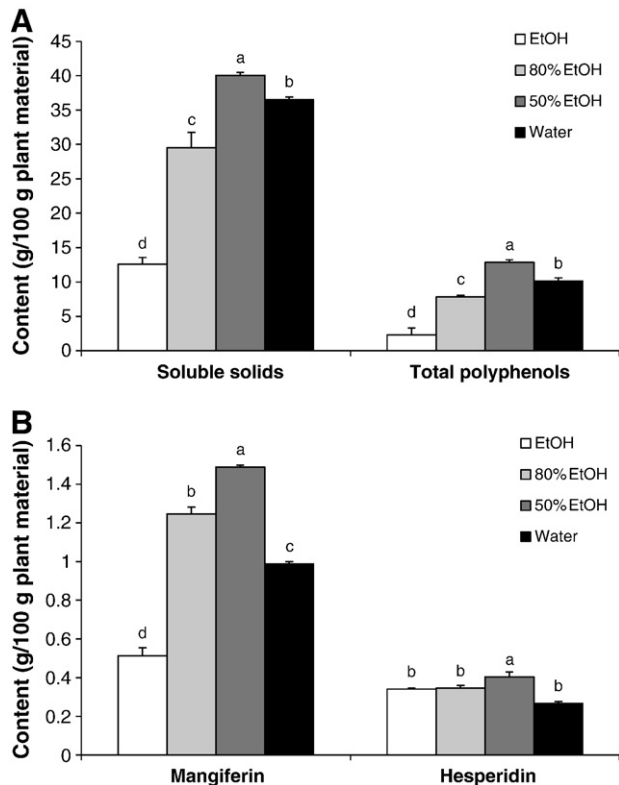 A
Content (g/100 g plant material)
45
40
35
30
25
20
15
10
5
0
EtOH
80%EtOH
50%EtOH
Water
d
c
a
b
d
c
a
b
Soluble solids
Total polyphenols
B
Content (g/100 g plant material)
1.6
1.4
1.2
1
0.8
0.6
0.4
0.2
0
EtOH
80%EtOH
50%EtOH
Water
d
b
a
c
b
b
a
b
Mangiferin
Hesperidin